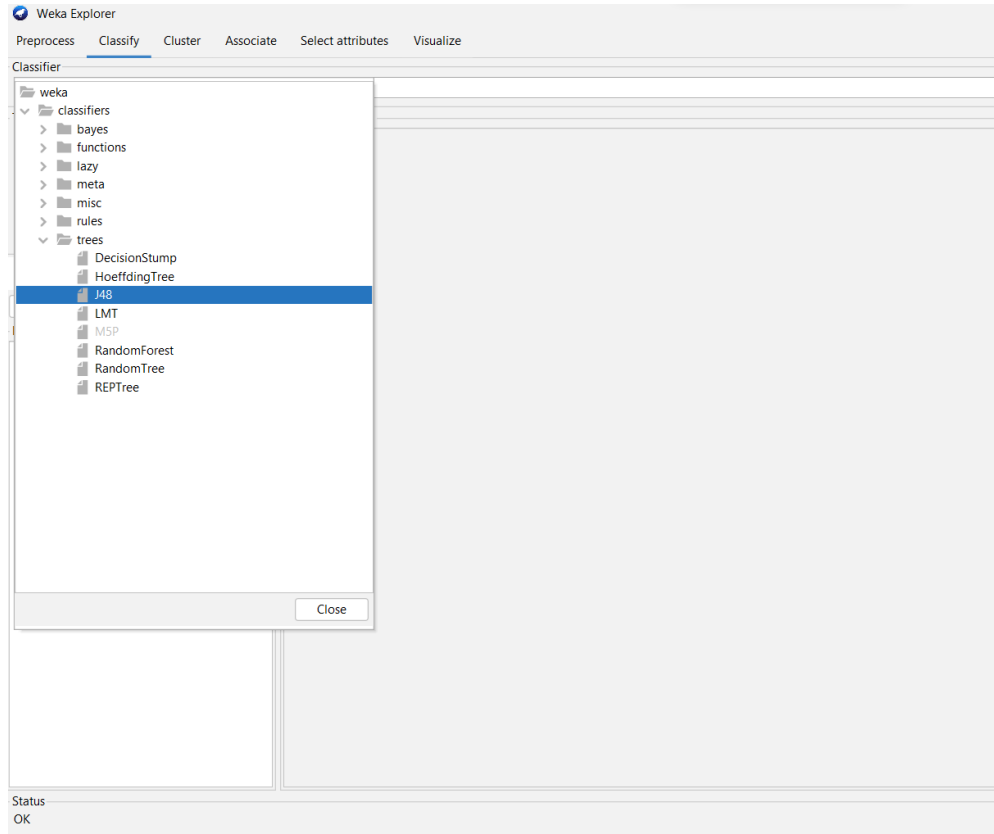 Weka Explorer
Preprocess Classify Cluster Associate Select attributes Visualize
Classifier
weka
classifiers
bayes
functions
lazy
meta
misc
rules
trees
DecisionStump
HoeffdingTree
J48
LMT
M5P
RandomForest
RandomTree
REPTree
Close
Status
OK